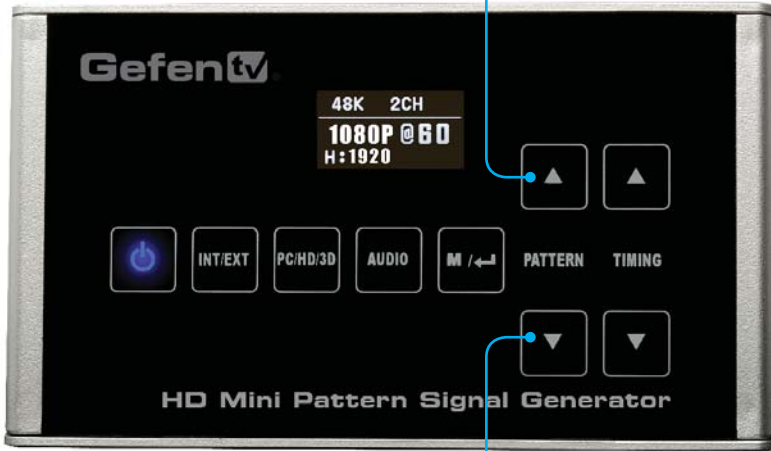 Gefen tv
48K 2CH
1080P @60
H:1920
INT/EXT
PC/HD/3D
AUDIO
M /↵
PATTERN
TIMING
HD Mini Pattern Signal Generator